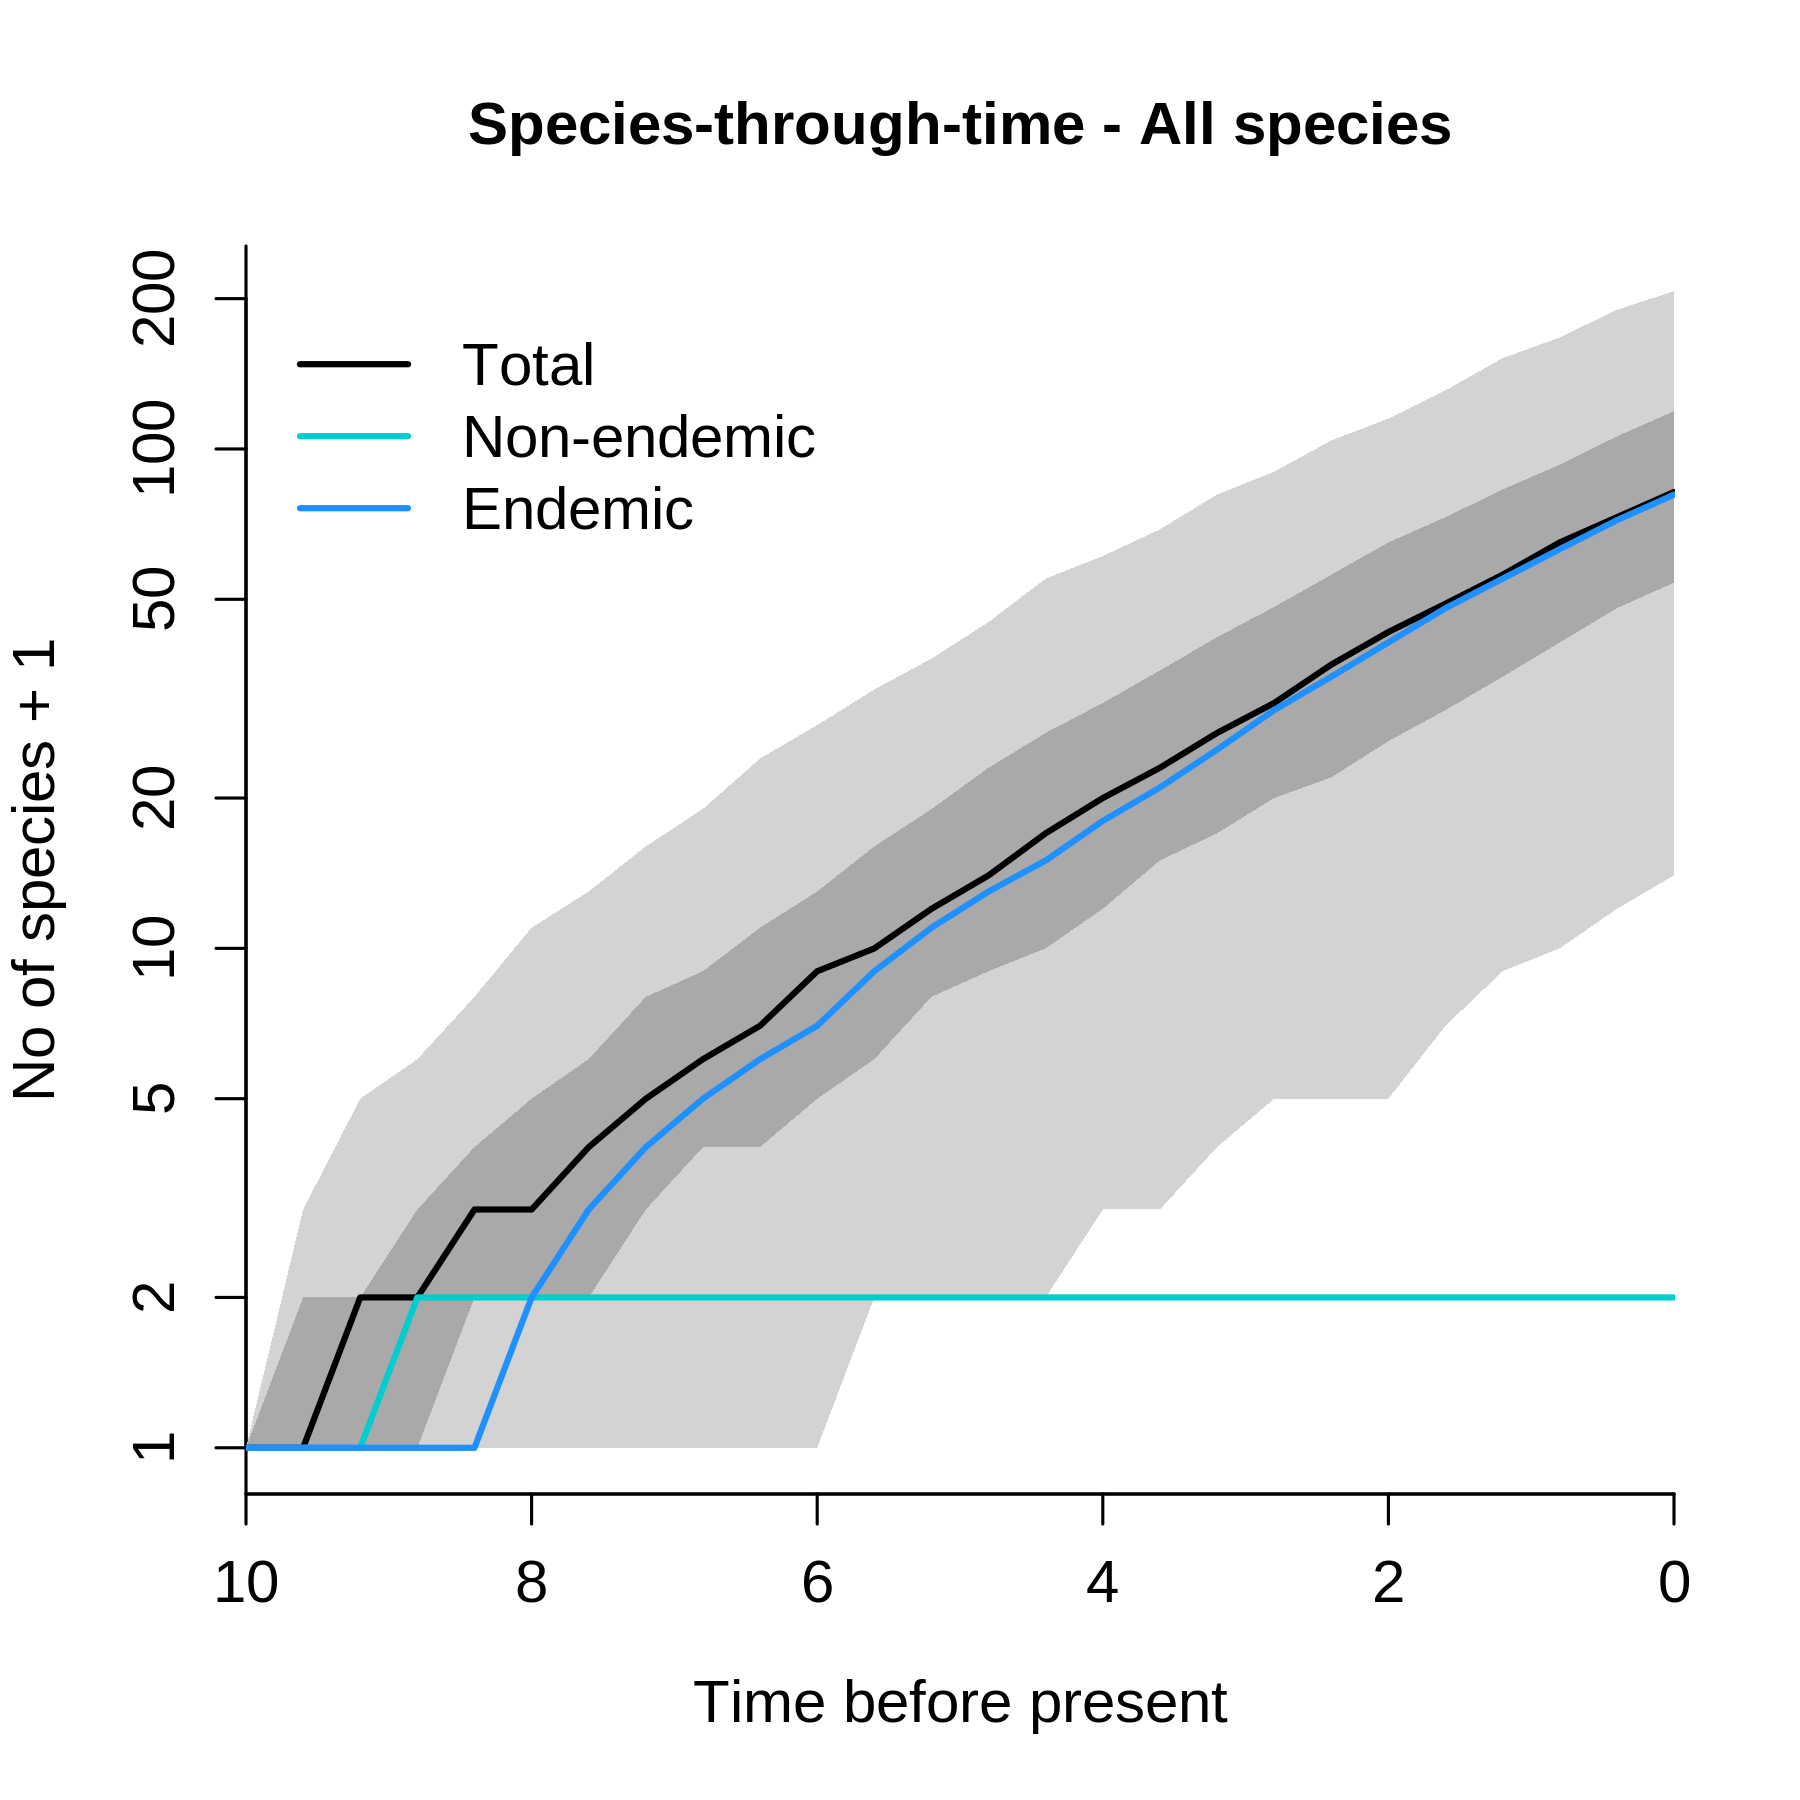 Species-through-time - All species
Total
Non-endemic
Endemic
No of species + 1
200
100
50
20
10
5
2
1
10 8 6 4 2 0
Time before present